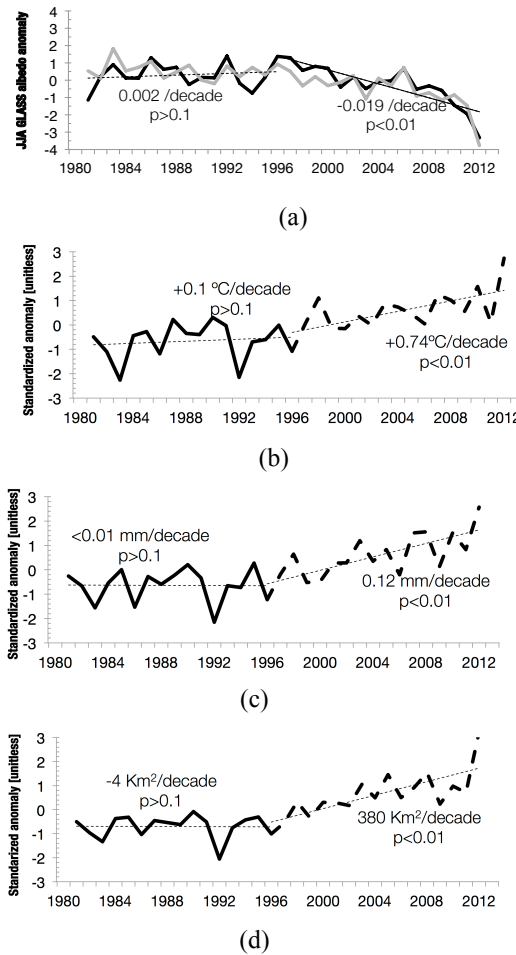 JJA GLASS albedo anomaly
4
3
2
1
0
-1
-2
-3
-4
0.002 /decade
p>0.1
-0.019 /decade
p<0.01
1980 1984 1988 1992 1996 2000 2004 2008 2012
(a)
Standardized anomaly [unitless]
3
2
1
0
-1
-2
-3
+0.1 ºC/decade
p>0.1
+0.74ºC/decade
p<0.01
1980 1984 1988 1992 1996 2000 2004 2008 2012
(b)
Standardized anomaly [unitless]
3
2
1
0
-1
-2
-3
<0.01 mm/decade
p>0.1
0.12 mm/decade
p<0.01
1980 1984 1988 1992 1996 2000 2004 2008 2012
(c)
Standarized anomaly [unitless]
3
2
1
0
-1
-2
-3
-4 Km²/decade
p>0.1
380 Km²/decade
p<0.01
1980 1984 1988 1992 1996 2000 2004 2008 2012
(d)